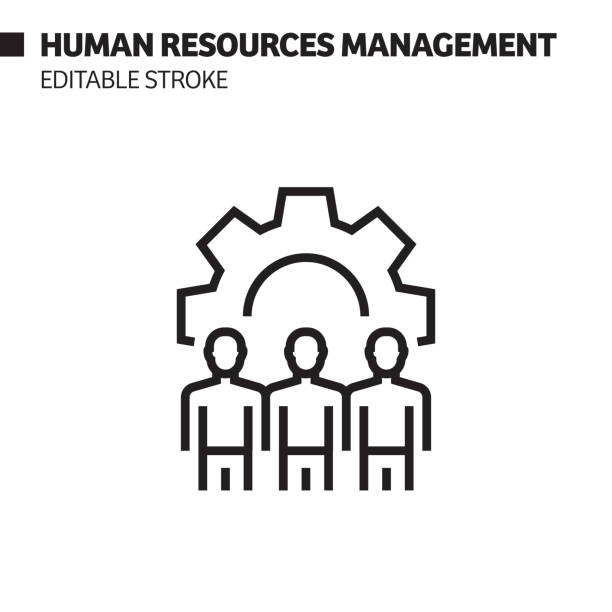 HUMAN RESOURCES MANAGEMENT
EDITABLE STROKE